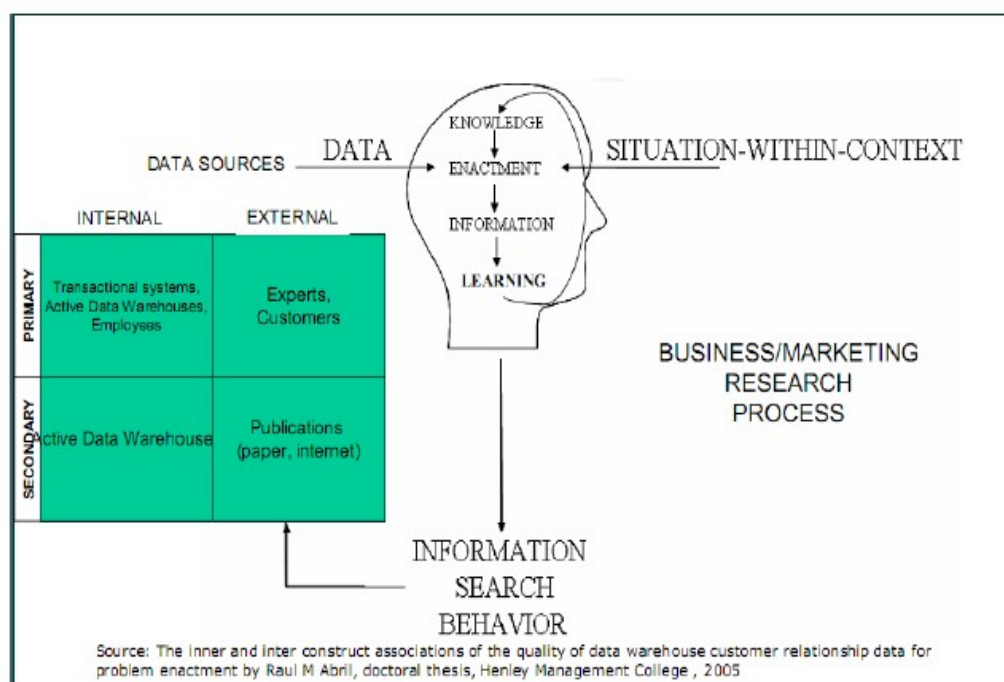 KNOWLEDGE
DATA SOURCES
DATA
ENACTMENT
SITUATION-WITHIN-CONTEXT
INFORMATION
LEARNING
INTERNAL
EXTERNAL
PRIMARY
Transactional systems,
Active Data Warehouses,
Employees
Experts,
Customers
SECONDARY
Active Data Warehouse
Publications
(paper, internet)
BUSINESS/MARKETING
RESEARCH
PROCESS
INFORMATION
SEARCH
BEHAVIOR
Source: The inner and inter construct associations of the quality of data warehouse customer relationship data for
problem enactment by Raul M Abril, doctoral thesis, Henley Management College , 2005